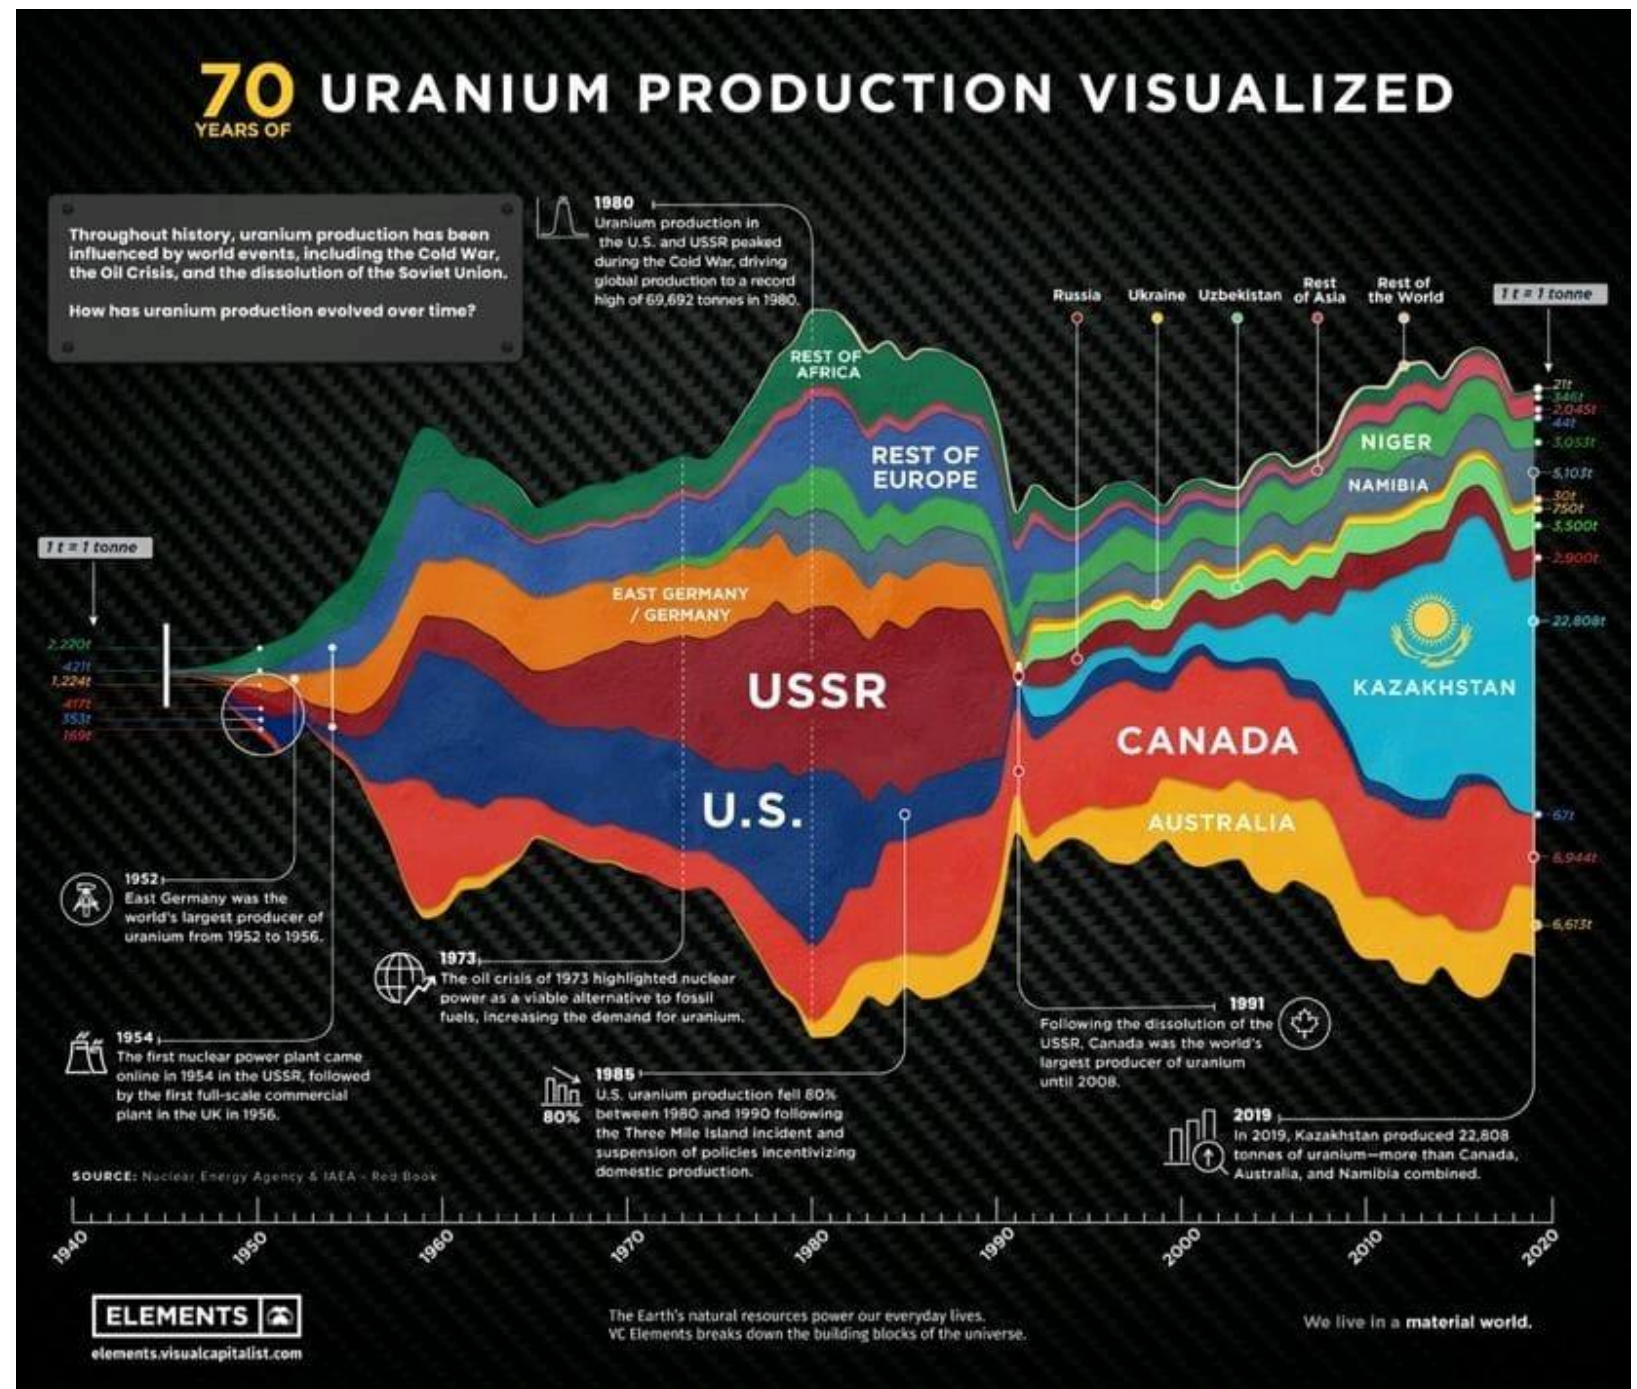 70
YEARS OF
URANIUM PRODUCTION VISUALIZED
Throughout history, uranium production has been
influenced by world events, including the Cold War,
the Oil Crisis, and the dissolution of the Soviet Union.
How has uranium production evolved over time?
1980
Uranium production in
the U.S. and USSR peaked
during the Cold War, driving
global production to a record
high of 69,692 tonnes in 1980.
Russia
Ukraine
Uzbekistan
Rest
of Asia
Rest of
the World
1 t = 1 tonne
REST OF
AFRICA
REST OF
EUROPE
NIGER
NAMIBIA
21t
346t
2,045t
44t
3,053t
5,103t
30t
750t
3,500t
2,900t
22,808t
67t
6,944t
6,613t
1 t = 1 tonne
2,220t
421t
1,224t
417t
353t
169t
EAST GERMANY
/ GERMANY
USSR
U.S.
KAZAKHSTAN
CANADA
AUSTRALIA
1952
East Germany was the
world's largest producer of
uranium from 1952 to 1956.
1973
The oil crisis of 1973 highlighted nuclear
power as a viable alternative to fossil
fuels, increasing the demand for uranium.
1954
The first nuclear power plant came
online in 1954 in the USSR, followed
by the first full-scale commercial
plant in the UK in 1956.
1985
80%
U.S. uranium production fell 80%
between 1980 and 1990 following
the Three Mile Island incident and
suspension of policies incentivizing
domestic production.
1991
Following the dissolution of the
USSR, Canada was the world's
largest producer of uranium
until 2008.
2019
In 2019, Kazakhstan produced 22,808
tonnes of uranium—more than Canada,
Australia, and Namibia combined.
SOURCE: Nuclear Energy Agency & IAEA - Red Book
1940
1950
1960
1970
1980
1990
2000
2010
2020
ELEMENTS
elements.visualcapitalist.com
The Earth's natural resources power our everyday lives.
VC Elements breaks down the building blocks of the universe.
We live in a material world.